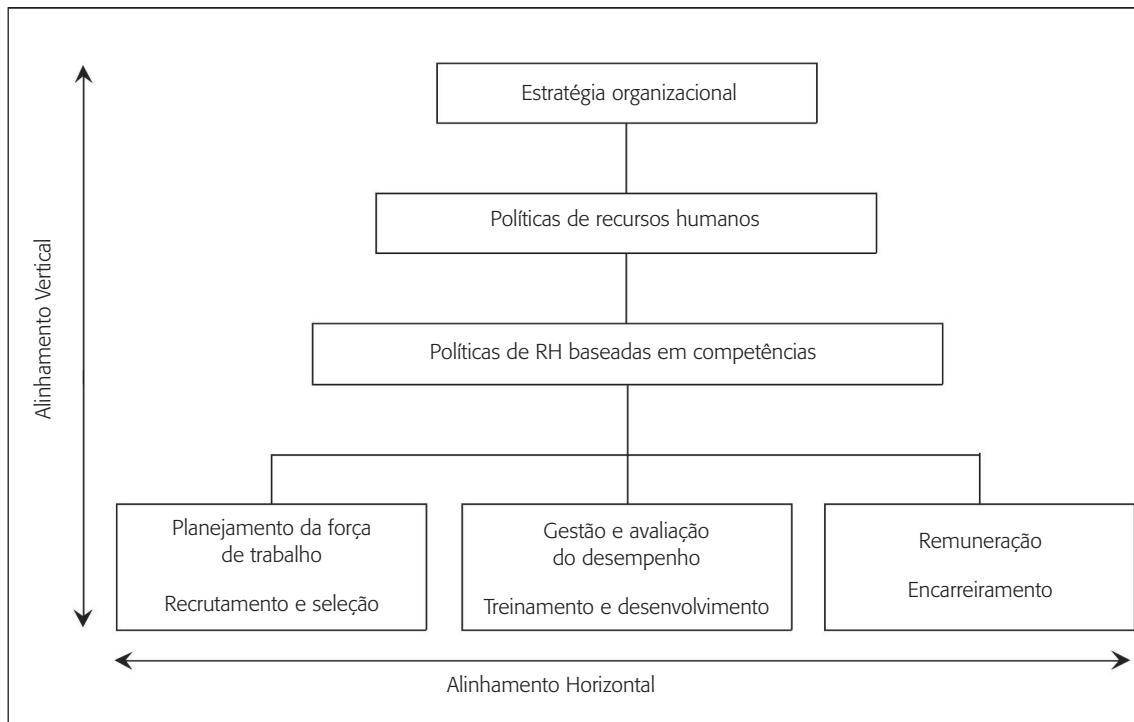 Estratégia organizacional
Políticas de recursos humanos
Alinhamento Vertical
Políticas de RH baseadas em competências
Planejamento da força
de trabalho
Recrutamento e seleção
Gestão e avaliação
do desempenho
Treinamento e desenvolvimento
Remuneração
Encarreiramento
Alinhamento Horizontal